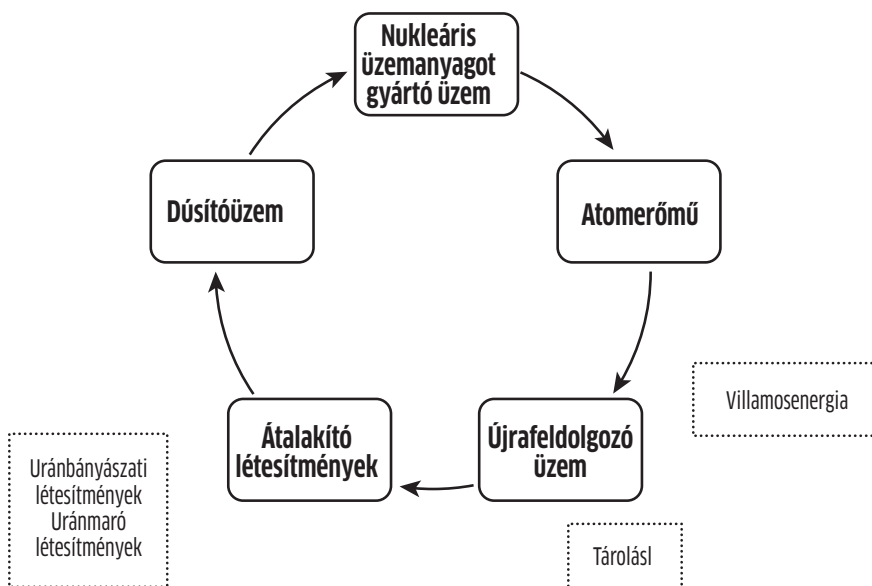 Nukleáris
üzemanyagot
gyártó üzem
Dúsítóüzem
Atomerőmű
Villamosenergia
Átalakító
létesítmények
Újrafeldolgozó
üzem
Uránbányászati
létesítmények
Uránmaró
létesítmények
Tárolásl